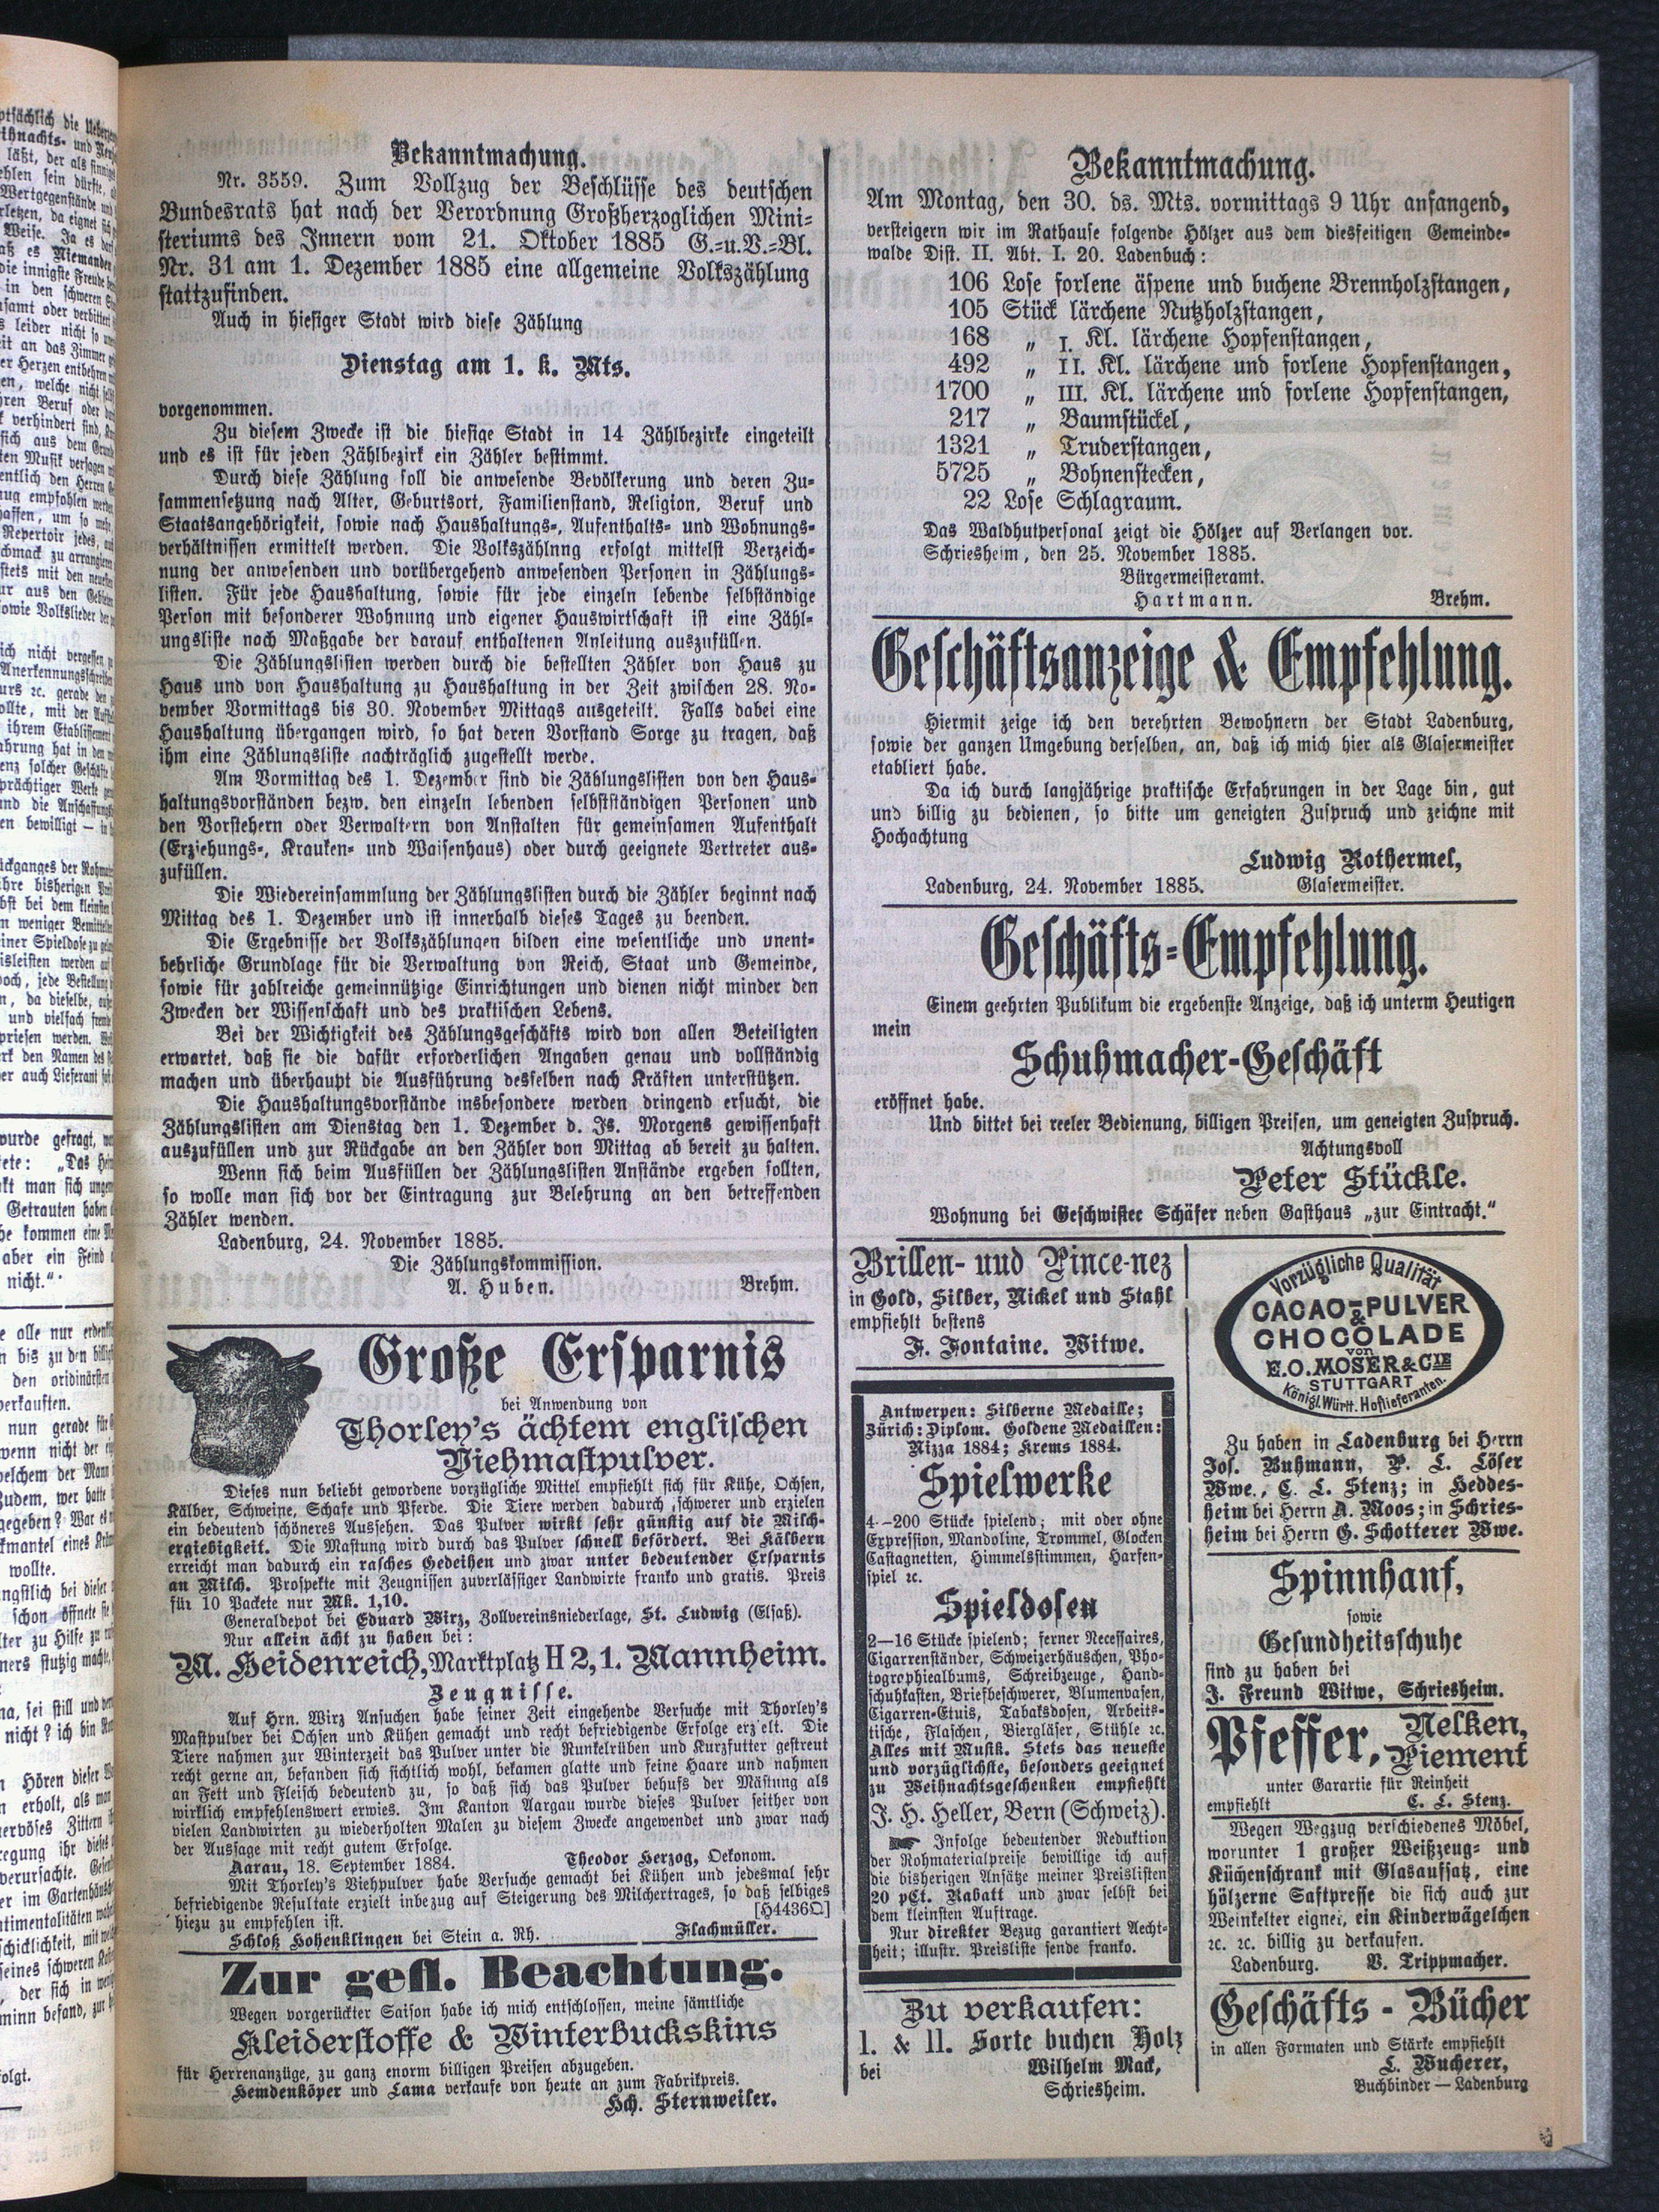 Bekanntmachung.
Nr. 3559. Zum Vollzug der Beschlüsse des deutschen
Bundesrats hat nach der Verordnung Großherzoglichen Mini-
steriums des Innern vom 21. Oktober 1885 G.-u.V.-Bl.
Nr. 31 am 1. Dezember 1885 eine allgemeine Volkszählung
stattzufinden.
Auch in hiesiger Stadt wird diese Zählung
Dienstag am 1. k. Mts.
vorgenommen.
Zu diesem Zwecke ist die hiesige Stadt in 14 Zählbezirke eingeteilt
und es ist für jeden Zählbezirk ein Zähler bestimmt.
Durch diese Zählung soll die anwesende Bevölkerung und deren Zu-
sammensetzung nach Alter, Geburtsort, Familienstand, Religion, Beruf und
Staatsangehörigkeit, sowie nach Haushaltungs-, Aufenthalts- und Wohnungs-
verhältnissen ermittelt werden. Die Volkszählnng erfolgt mittelst Verzeich-
nung der anwesenden und vorübergehend anwesenden Personen in Zählungs-
listen. Für jede Haushaltung, sowie für jede einzeln lebende selbständige
Person mit besonderer Wohnung und eigener Hauswirtschaft ist eine Zähl-
ungsliste nach Maßgabe der darauf enthaltenen Anleitung auszufüllen.
Die Zählungslisten werden durch die bestellten Zähler von Haus zu
Haus und von Haushaltung zu Haushaltung in der Zeit zwischen 28. No-
vember Vormittags bis 30. November Mittags ausgeteilt. Falls dabei eine
Haushaltung übergangen wird, so hat deren Vorstand Sorge zu tragen, daß
ihm eine Zählungsliste nachträglich zugestellt werde.
Am Vormittag des 1. Dezember sind die Zählungslisten von den Haus-
haltungsvorständen bezw. den einzeln lebenden selbstständigen Personen und
den Vorstehern oder Verwaltern von Anstalten für gemeinsamen Aufenthalt
(Erziehungs-, Krauken- und Waisenhaus) oder durch geeignete Vertreter aus-
zufüllen.
Die Wiedereinsammlung der Zählungslisten durch die Zähler beginnt nach
Mittag des 1. Dezember und ist innerhalb dieses Tages zu beenden.
Die Ergebnisse der Volkszählungen bilden eine wesentliche und unent-
behrliche Grundlage für die Verwaltung von Reich, Staat und Gemeinde,
sowie für zahlreiche gemeinnützige Einrichtungen und dienen nicht minder den
Zwecken der Wissenschaft und des praktischen Lebens.
Bei der Wichtigkeit des Zählungsgeschäfts wird von allen Beteiligten
erwartet, daß sie die dafür erforderlichen Angaben genau und vollständig
machen und überhaupt die Ausführung desselben nach Kräften unterstützen.
Die Haushaltungsvorstände insbesondere werden dringend ersucht, die
Zählungslisten am Dienstag den 1. Dezember d. Js. Morgens gewissenhaft
auszufüllen und zur Rückgabe an den Zähler von Mittag ab bereit zu halten.
Wenn sich beim Ausfüllen der Zählungslisten Anstände ergeben sollten,
so wolle man sich vor der Eintragung zur Belehrung an den betreffenden
Zähler wenden.
Ladenburg, 24. November 1885.
Die Zählungskommission.
A. Huben. Brehm.
Große Ersparnis
bei Anwendung von
Thorley's ächtem englischen
Viehmastpulver.
Dieses nun beliebt gewordene vorzügliche Mittel empfiehlt sich für Kühe, Ochsen,
Kälber, Schweine, Schafe und Pferde. Die Tiere werden dadurch schwerer und erzielen
ein bedeutend schöneres Aussehen. Das Pulver wirkt sehr günstig auf die Milch-
ergiebigkeit. Die Mastung wird durch das Pulver schnell befördert. Bei Kälbern
erreicht man dadurch ein rasches Gedeihen und zwar unter bedeutender Ersparnis
an Milch. Prospekte mit Zeugnissen zuverlässiger Landwirte franko und gratis. Preis
für 10 Packete nur Mk. 1,10.
Generaldepot bei Eduard Wirz, Zollvereinsniederlage, St. Ludwig (Elsaß).
Nur allein ächt zu haben bei:
M. Heidenreich, Marktplatz H 2, 1. Mannheim.
Zeugnisse.
Auf Hrn. Wirz Ansuchen habe seiner Zeit eingehende Versuche mit Thorley's
Mastpulver bei Ochsen und Kühen gemacht und recht befriedigende Erfolge erzielt. Die
Tiere nahmen zur Winterzeit das Pulver unter die Runkelrüben und Kurzfutter gestreut
recht gerne an, befanden sich sichtlich wohl, bekamen glatte und feine Haare und nahmen
an Fett und Fleisch bedeutend zu, so daß sich das Pulver behufs der Mästung als
wirklich empfehlenswert erwies. Im Kanton Aargau wurde dieses Pulver seither von
vielen Landwirten zu wiederholten Malen zu diesem Zwecke angewendet und zwar nach
der Aussage mit recht gutem Erfolge.
Aarau, 18. September 1884. Theodor Herzog, Oekonom.
Mit Thorley's Viehpulver habe Versuche gemacht bei Kühen und jedesmal sehr
befriedigende Resultate erzielt inbezug auf Steigerung des Milchertrages, so daß selbiges
hiezu zu empfehlen ist. [H4436Q]
Schloß Hohenklingen bei Stein a. Rh. Flachmüller.
Zur gefl. Beachtung.
Wegen vorgerückter Saison habe ich mich entschlossen, meine sämtliche
Kleiderstoffe & Winterbuckskins
für Herrenanzüge, zu ganz enorm billigen Preisen abzugeben.
Hemdenköper und Lama verkaufe von heute an zum Fabrikpreis.
Hch. Sternweiler.
Bekanntmachung.
Am Montag, den 30. ds. Mts. vormittags 9 Uhr anfangend,
versteigern wir im Rathause folgende Hölzer aus dem diesseitigen Gemeinde-
walde Dist. II. Abt. I. 20. Ladenbuch:
106 Lose forlene äspene und buchene Brennholzstangen,
105 Stück lärchene Nutzholzstangen,
168 „ I. Kl. lärchene Hopfenstangen,
492 „ II. Kl. lärchene und forlene Hopfenstangen,
1700 „ III. Kl. lärchene und forlene Hopfenstangen,
217 „ Baumstückel,
1321 „ Truderstangen,
5725 „ Bohnenstecken,
22 Lose Schlagraum.
Das Waldhutpersonal zeigt die Hölzer auf Verlangen vor.
Schriesheim, den 25. November 1885.
Bürgermeisteramt.
Hartmann. Brehm.
Geschäftsanzeige & Empfehlung.
Hiermit zeige ich den verehrten Bewohnern der Stadt Ladenburg,
sowie der ganzen Umgebung derselben, an, daß ich mich hier als Glasermeister
etabliert habe.
Da ich durch langjährige praktische Erfahrungen in der Lage bin, gut
und billig zu bedienen, so bitte um geneigten Zuspruch und zeichne mit
Hochachtung
Ludwig Rothermel,
Ladenburg, 24. November 1885. Glasermeister.
Geschäfts-Empfehlung.
Einem geehrten Publikum die ergebenste Anzeige, daß ich unterm Heutigen
mein
Schuhmacher-Geschäft
eröffnet habe.
Und bittet bei reeler Bedienung, billigen Preisen, um geneigten Zuspruch.
Achtungsvoll
Peter Stückle.
Wohnung bei Geschwister Schäfer neben Gasthaus „zur Eintracht.“
Brillen- und Pince-nez
in Gold, Silber, Nickel und Stahl
empfiehlt bestens
F. Fontaine. Witwe.
Antwerpen: Silberne Medaille;
Zürich: Diplom. Goldene Medaillen:
Nizza 1884; Krems 1884.
Spielwerke
4–200 Stücke spielend; mit oder ohne
Expression, Mandoline, Trommel, Glocken
Castagnetten, Himmelsstimmen, Harfen-
spiel ꝛc.
Spieldosen
2—16 Stücke spielend; ferner Necessaires,
Cigarrenständer, Schweizerhäuschen, Pho-
togrophiealbums, Schreibzeuge, Hand-
schuhkasten, Briefbeschwerer, Blumenvasen,
Cigarren-Etuis, Tabaksdosen, Arbeits-
tische, Flaschen, Biergläser, Stühle ꝛc.
Alles mit Musik. Stets das neueste
und vorzüglichste, besonders geeignet
zu Weihnachtsgeschenken empfiehlt
J. H. Heller, Bern (Schweiz).
☛ Infolge bedeutender Reduktion
der Rohmaterialpreise bewillige ich auf
die bisherigen Ansätze meiner Preislisten
20 pCt. Rabatt und zwar selbst bei
dem kleinsten Auftrage.
Nur direkter Bezug garantiert Aecht-
heit; illustr. Preisliste sende franko.
Zu verkaufen:
I. & II. Sorte buchen Holz
bei Wilhelm Mack,
Schriesheim.
Vorzügliche Qualität
CACAO-PULVER
&
CHOCOLADE
von
E.O. MOSER & CIE
STUTTGART
Königl. Württ. Hoflieferanten.
Zu haben in Ladenburg bei Herrn
Jos. Bußmann, P. L. Löser
Wwe., C. L. Stenz; in Heddes-
heim bei Herrn A. Moos; in Schries-
heim bei Herrn G. Schotterer Wwe.
Spinnhanf,
sowie
Gesundheitsschuhe
sind zu haben bei
J. Freund Witwe, Schriesheim.
Pfeffer, Nelken,
Piement
unter Garartie für Reinheit
empfiehlt C. L. Stenz.
Wegen Wegzug verschiedenes Möbel,
worunter 1 großer Weißzeug- und
Küchenschrank mit Glasaufsatz, eine
hölzerne Saftpresse die sich auch zur
Weinkelter eignet, ein Kinderwägelchen
ꝛc. ꝛc. billig zu verkaufen.
Ladenburg. V. Trippmacher.
Geschäfts-Bücher
in allen Formaten und Stärke empfiehlt
L. Wucherer,
Buchbinder — Ladenburg